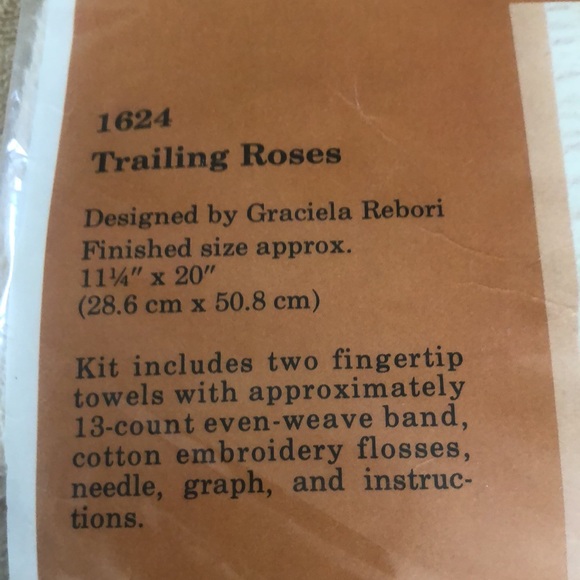 1624
Trailing Roses
Designed by Graciela Rebori
Finished size approx.
11¼" x 20"
(28.6 cm x 50.8 cm)
Kit includes two fingertip
towels with approximately
13-count even-weave band,
cotton embroidery flosses,
needle, graph, and instruc-
tions.